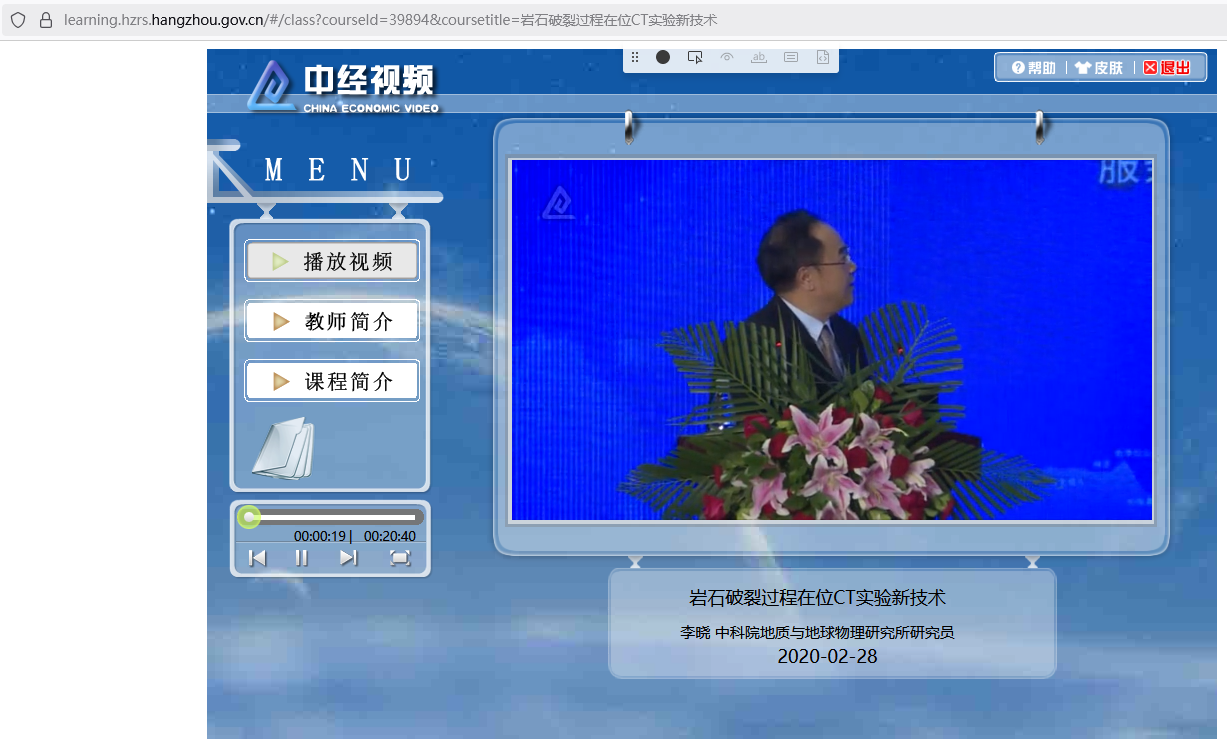 learning.hzrs.hangzhou.gov.cn/#/class?courseId=39894&coursetitle=岩石破裂过程在位CT实验新技术
中经视频
CHINA ECONOMIC VIDEO
ab
帮助
皮肤
退出
MENU
服
播放视频
教师简介
课程简介
00:00:19 | 00:20:40
岩石破裂过程在位CT实验新技术
李晓 中科院地质与地球物理研究所研究员
2020-02-28